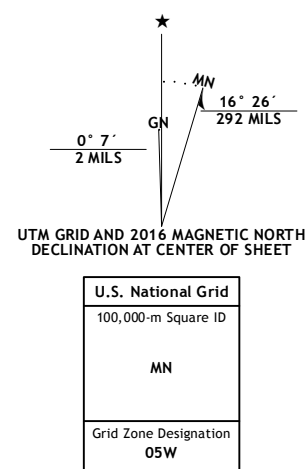 ★
MN
GN
16° 26´
292 MILS
0° 7´
2 MILS
UTM GRID AND 2016 MAGNETIC NORTH
DECLINATION AT CENTER OF SHEET
U.S. National Grid
100,000-m Square ID
MN
Grid Zone Designation
05W